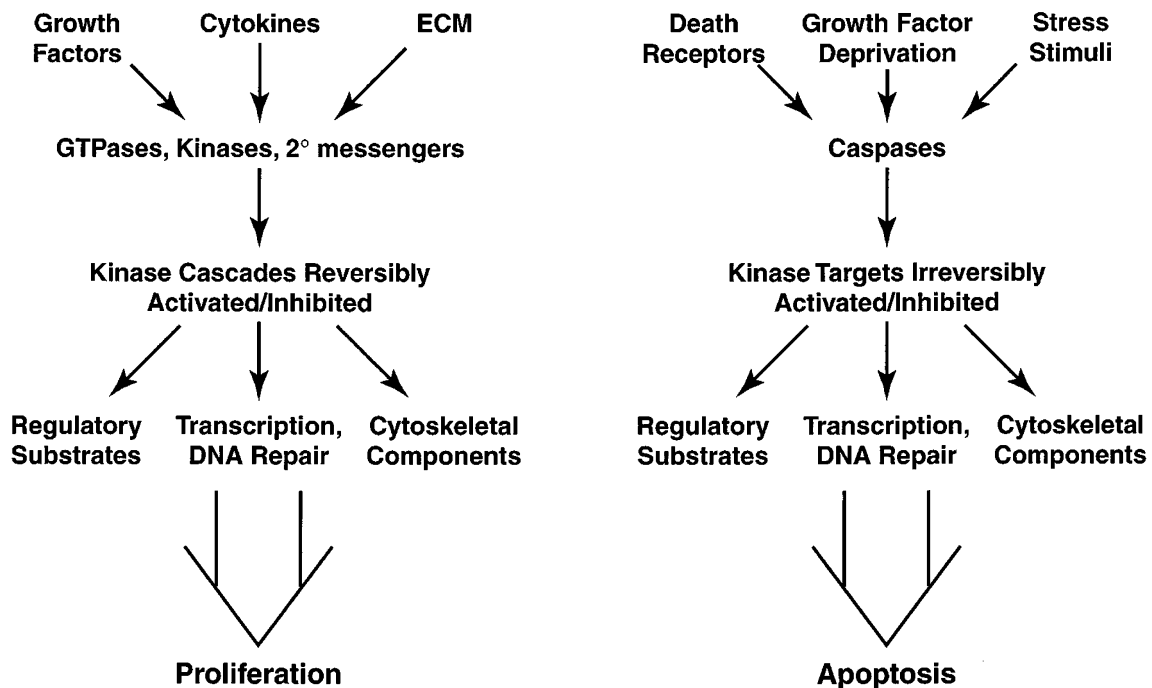 Growth
Factors
Cytokines
ECM
GTPases, Kinases, 2° messengers
Kinase Cascades Reversibly
Activated/Inhibited
Regulatory
Substrates
Transcription,
DNA Repair
Cytoskeletal
Components
Proliferation
Death
Receptors
Growth Factor
Deprivation
Stress
Stimuli
Caspases
Kinase Targets Irreversibly
Activated/Inhibited
Regulatory
Substrates
Transcription,
DNA Repair
Cytoskeletal
Components
Apoptosis